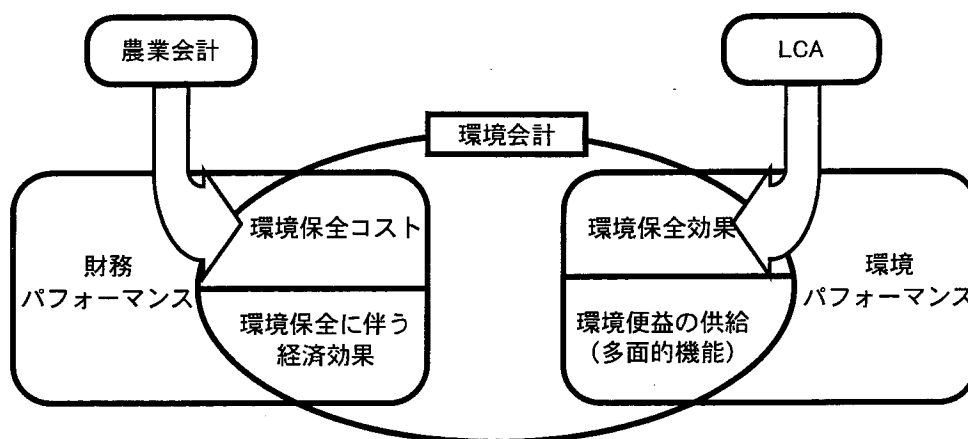 農業会計
LCA
環境会計
環境保全コスト
財務
パフォーマンス
環境保全に伴う
経済効果
環境保全効果
環境
パフォーマンス
環境便益の供給
（多面的機能）